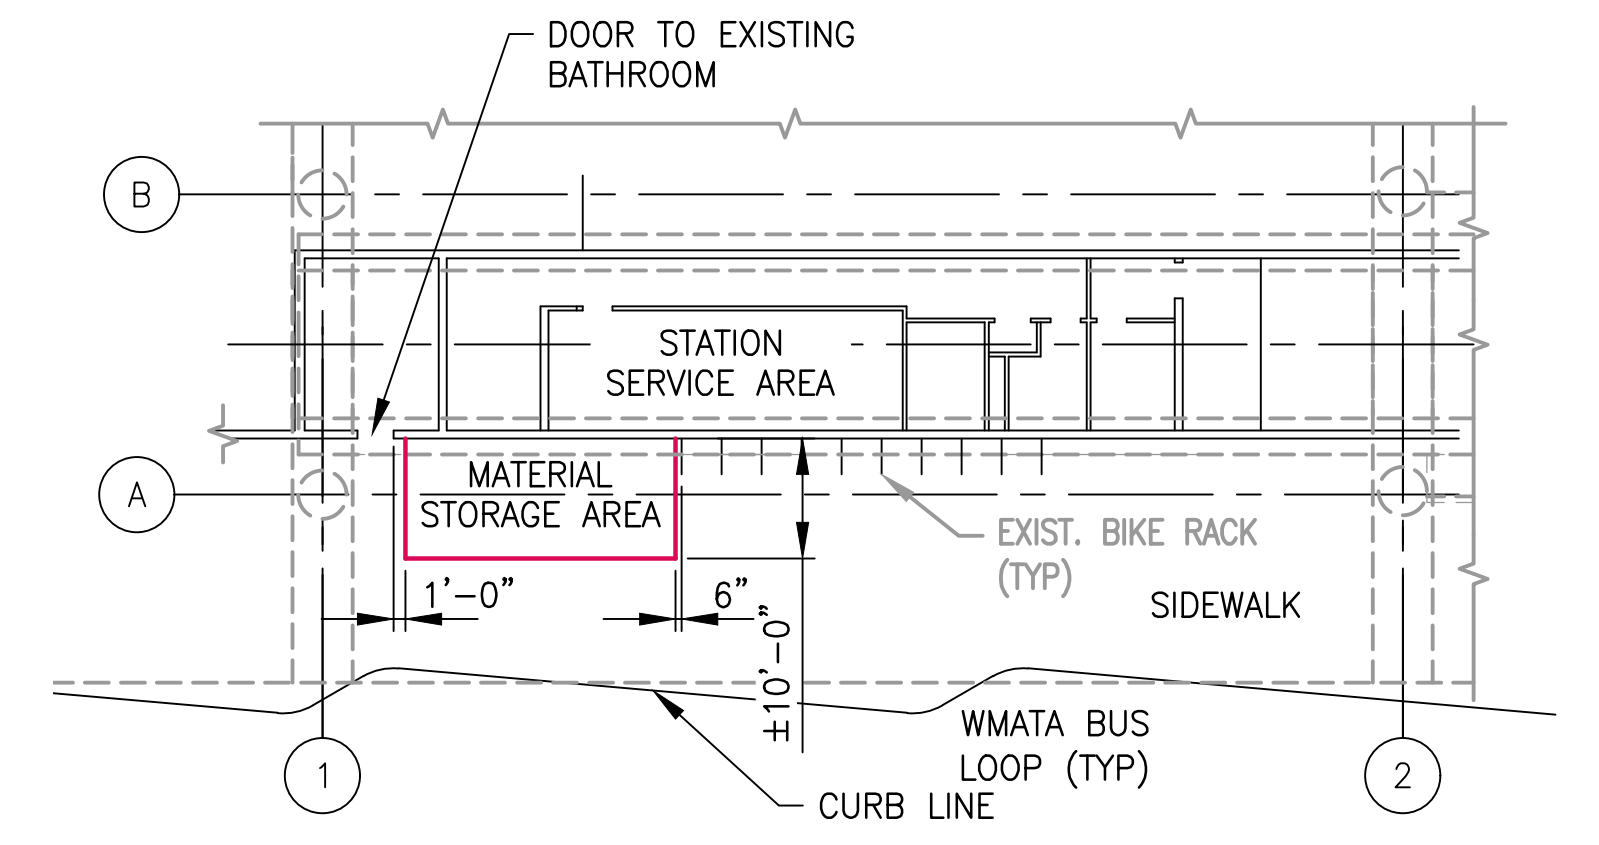 DOOR TO EXISTING
BATHROOM
B
STATION
SERVICE AREA
A
MATERIAL
STORAGE AREA
EXIST. BIKE RACK
(TYP)
1'-0"
6"
±10'-0"
SIDEWALK
WMATA BUS
LOOP (TYP)
CURB LINE
1
2